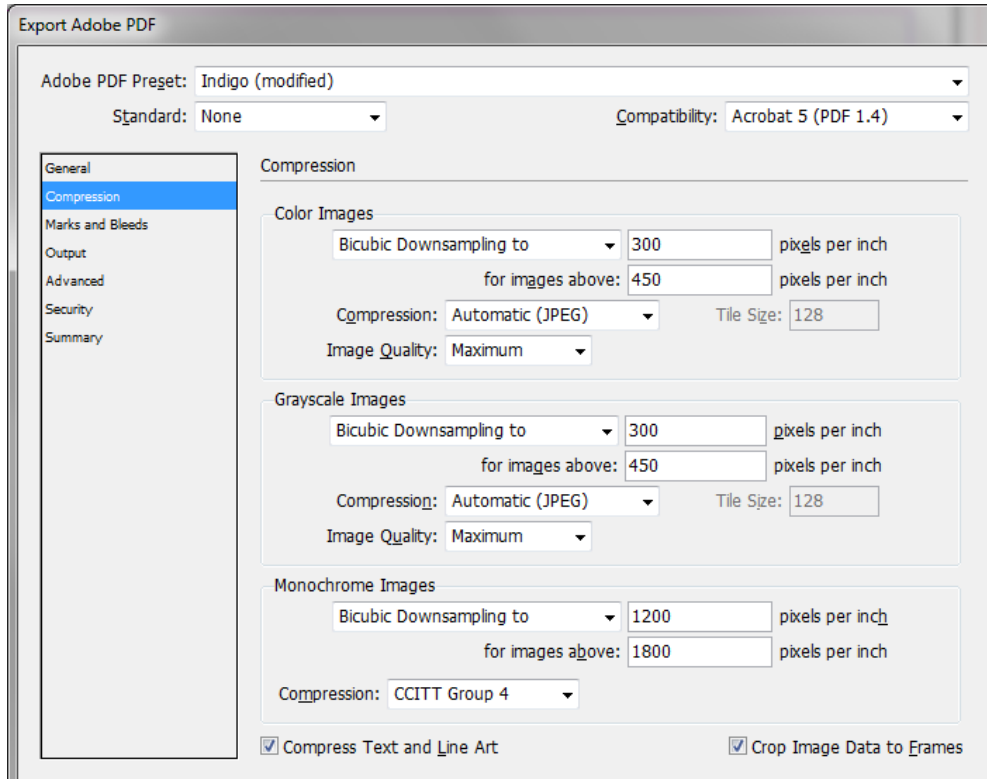 Export Adobe PDF
Adobe PDF Preset: Indigo (modified)
Standard: None Compatibility: Acrobat 5 (PDF 1.4)
General
Compression
Marks and Bleeds
Output
Advanced
Security
Summary
Compression
Color Images
Bicubic Downsampling to 300 pixels per inch
for images above: 450 pixels per inch
Compression: Automatic (JPEG) Tile Size: 128
Image Quality: Maximum
Grayscale Images
Bicubic Downsampling to 300 pixels per inch
for images above: 450 pixels per inch
Compression: Automatic (JPEG) Tile Size: 128
Image Quality: Maximum
Monochrome Images
Bicubic Downsampling to 1200 pixels per inch
for images above: 1800 pixels per inch
Compression: CCITT Group 4
Compress Text and Line Art Crop Image Data to Frames